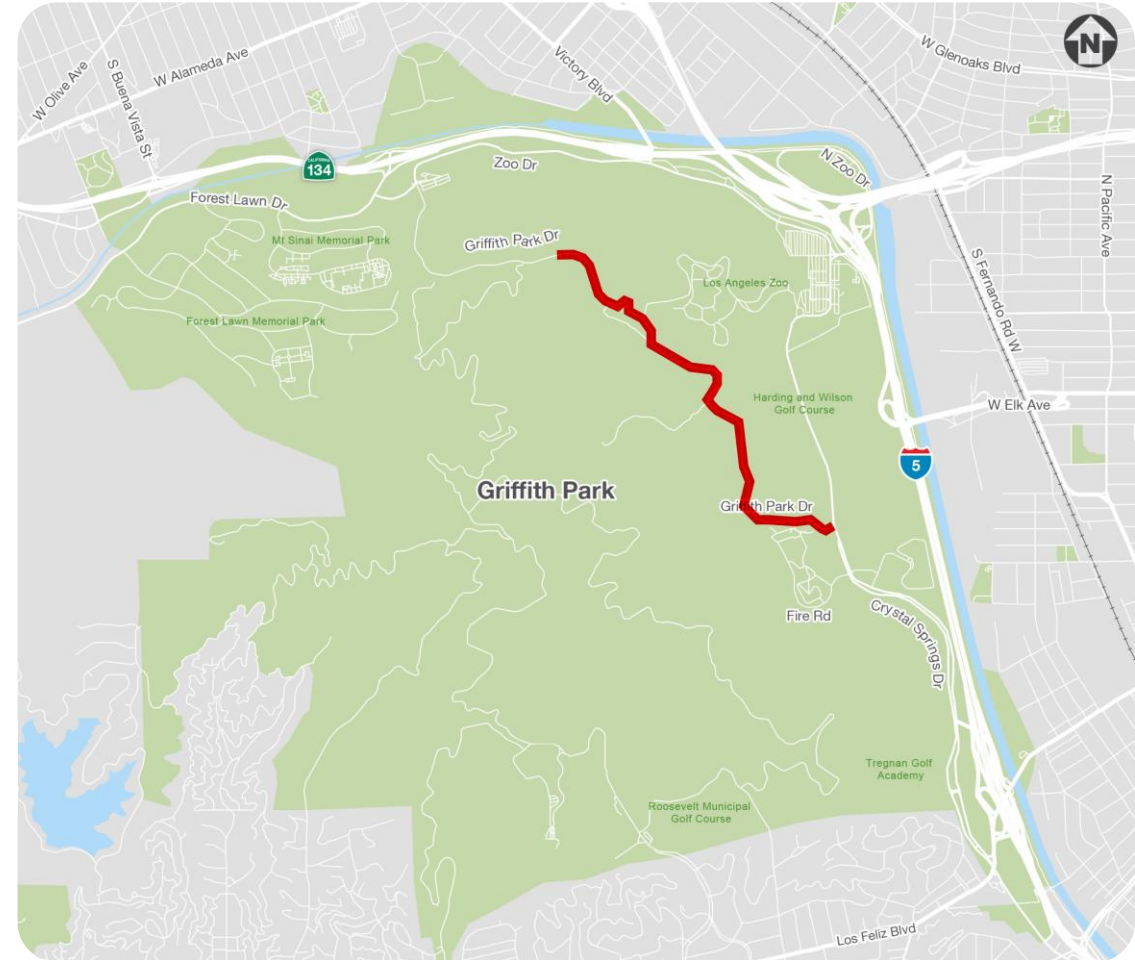 N
W Olive Ave
S Buena Vista St
W Alameda Ave
Victory Blvd
W Glenoaks Blvd
CALIFORNIA
134
Zoo Dr
N Zoo Dr
N Pacific Ave
Forest Lawn Dr
Griffith Park Dr
Mt Sinai Memorial Park
Los Angeles Zoo
S Fernando Rd W
Forest Lawn Memorial Park
Harding and Wilson
Golf Course
W Elk Ave
5
Griffith Park
Griffith Park Dr
Fire Rd
Crystal Springs Dr
Tregnan Golf
Academy
Roosevelt Municipal
Golf Course
Los Feliz Blvd